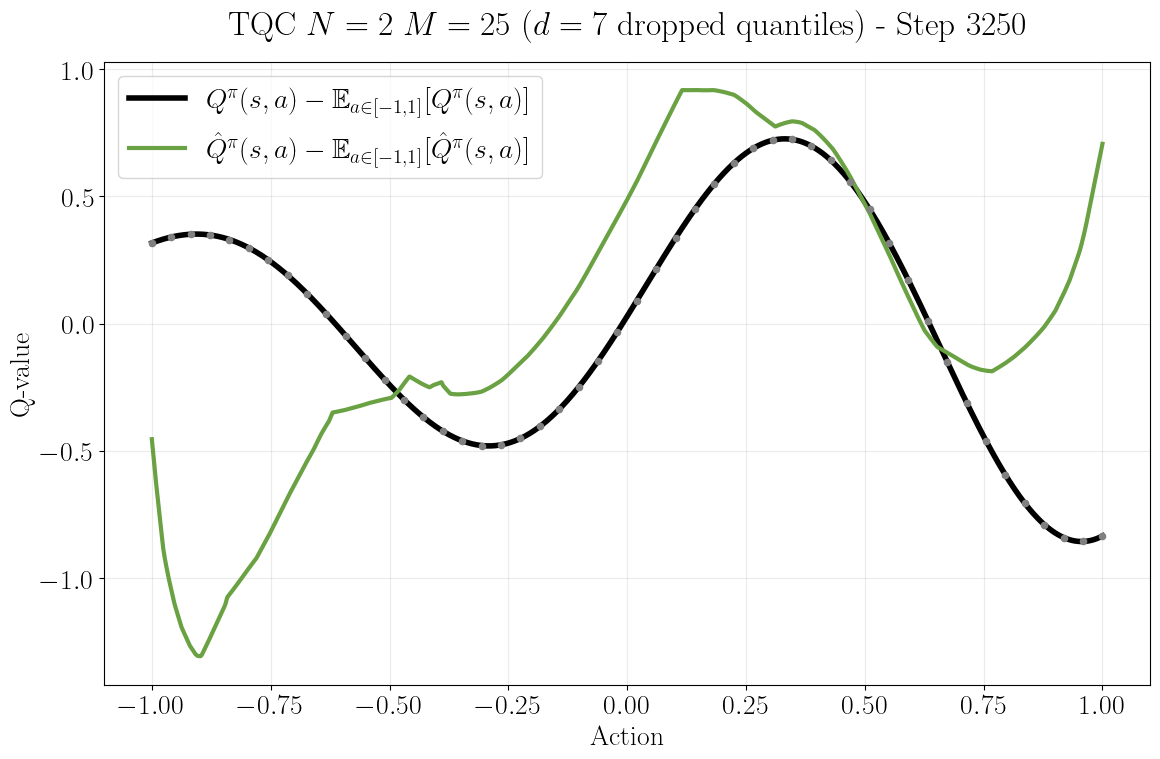 TQC $N = 2$ $M = 25$ ($d = 7$ dropped quantiles) - Step 3250
$Q^{\pi}(s, a) - \mathbb{E}_{a \in [-1,1]}[Q^{\pi}(s, a)]$
$\hat{Q}^{\pi}(s, a) - \mathbb{E}_{a \in [-1,1]}[\hat{Q}^{\pi}(s, a)]$
1.0
0.5
0.0
−0.5
−1.0
Q-value
−1.00 −0.75 −0.50 −0.25 0.00 0.25 0.50 0.75 1.00
Action